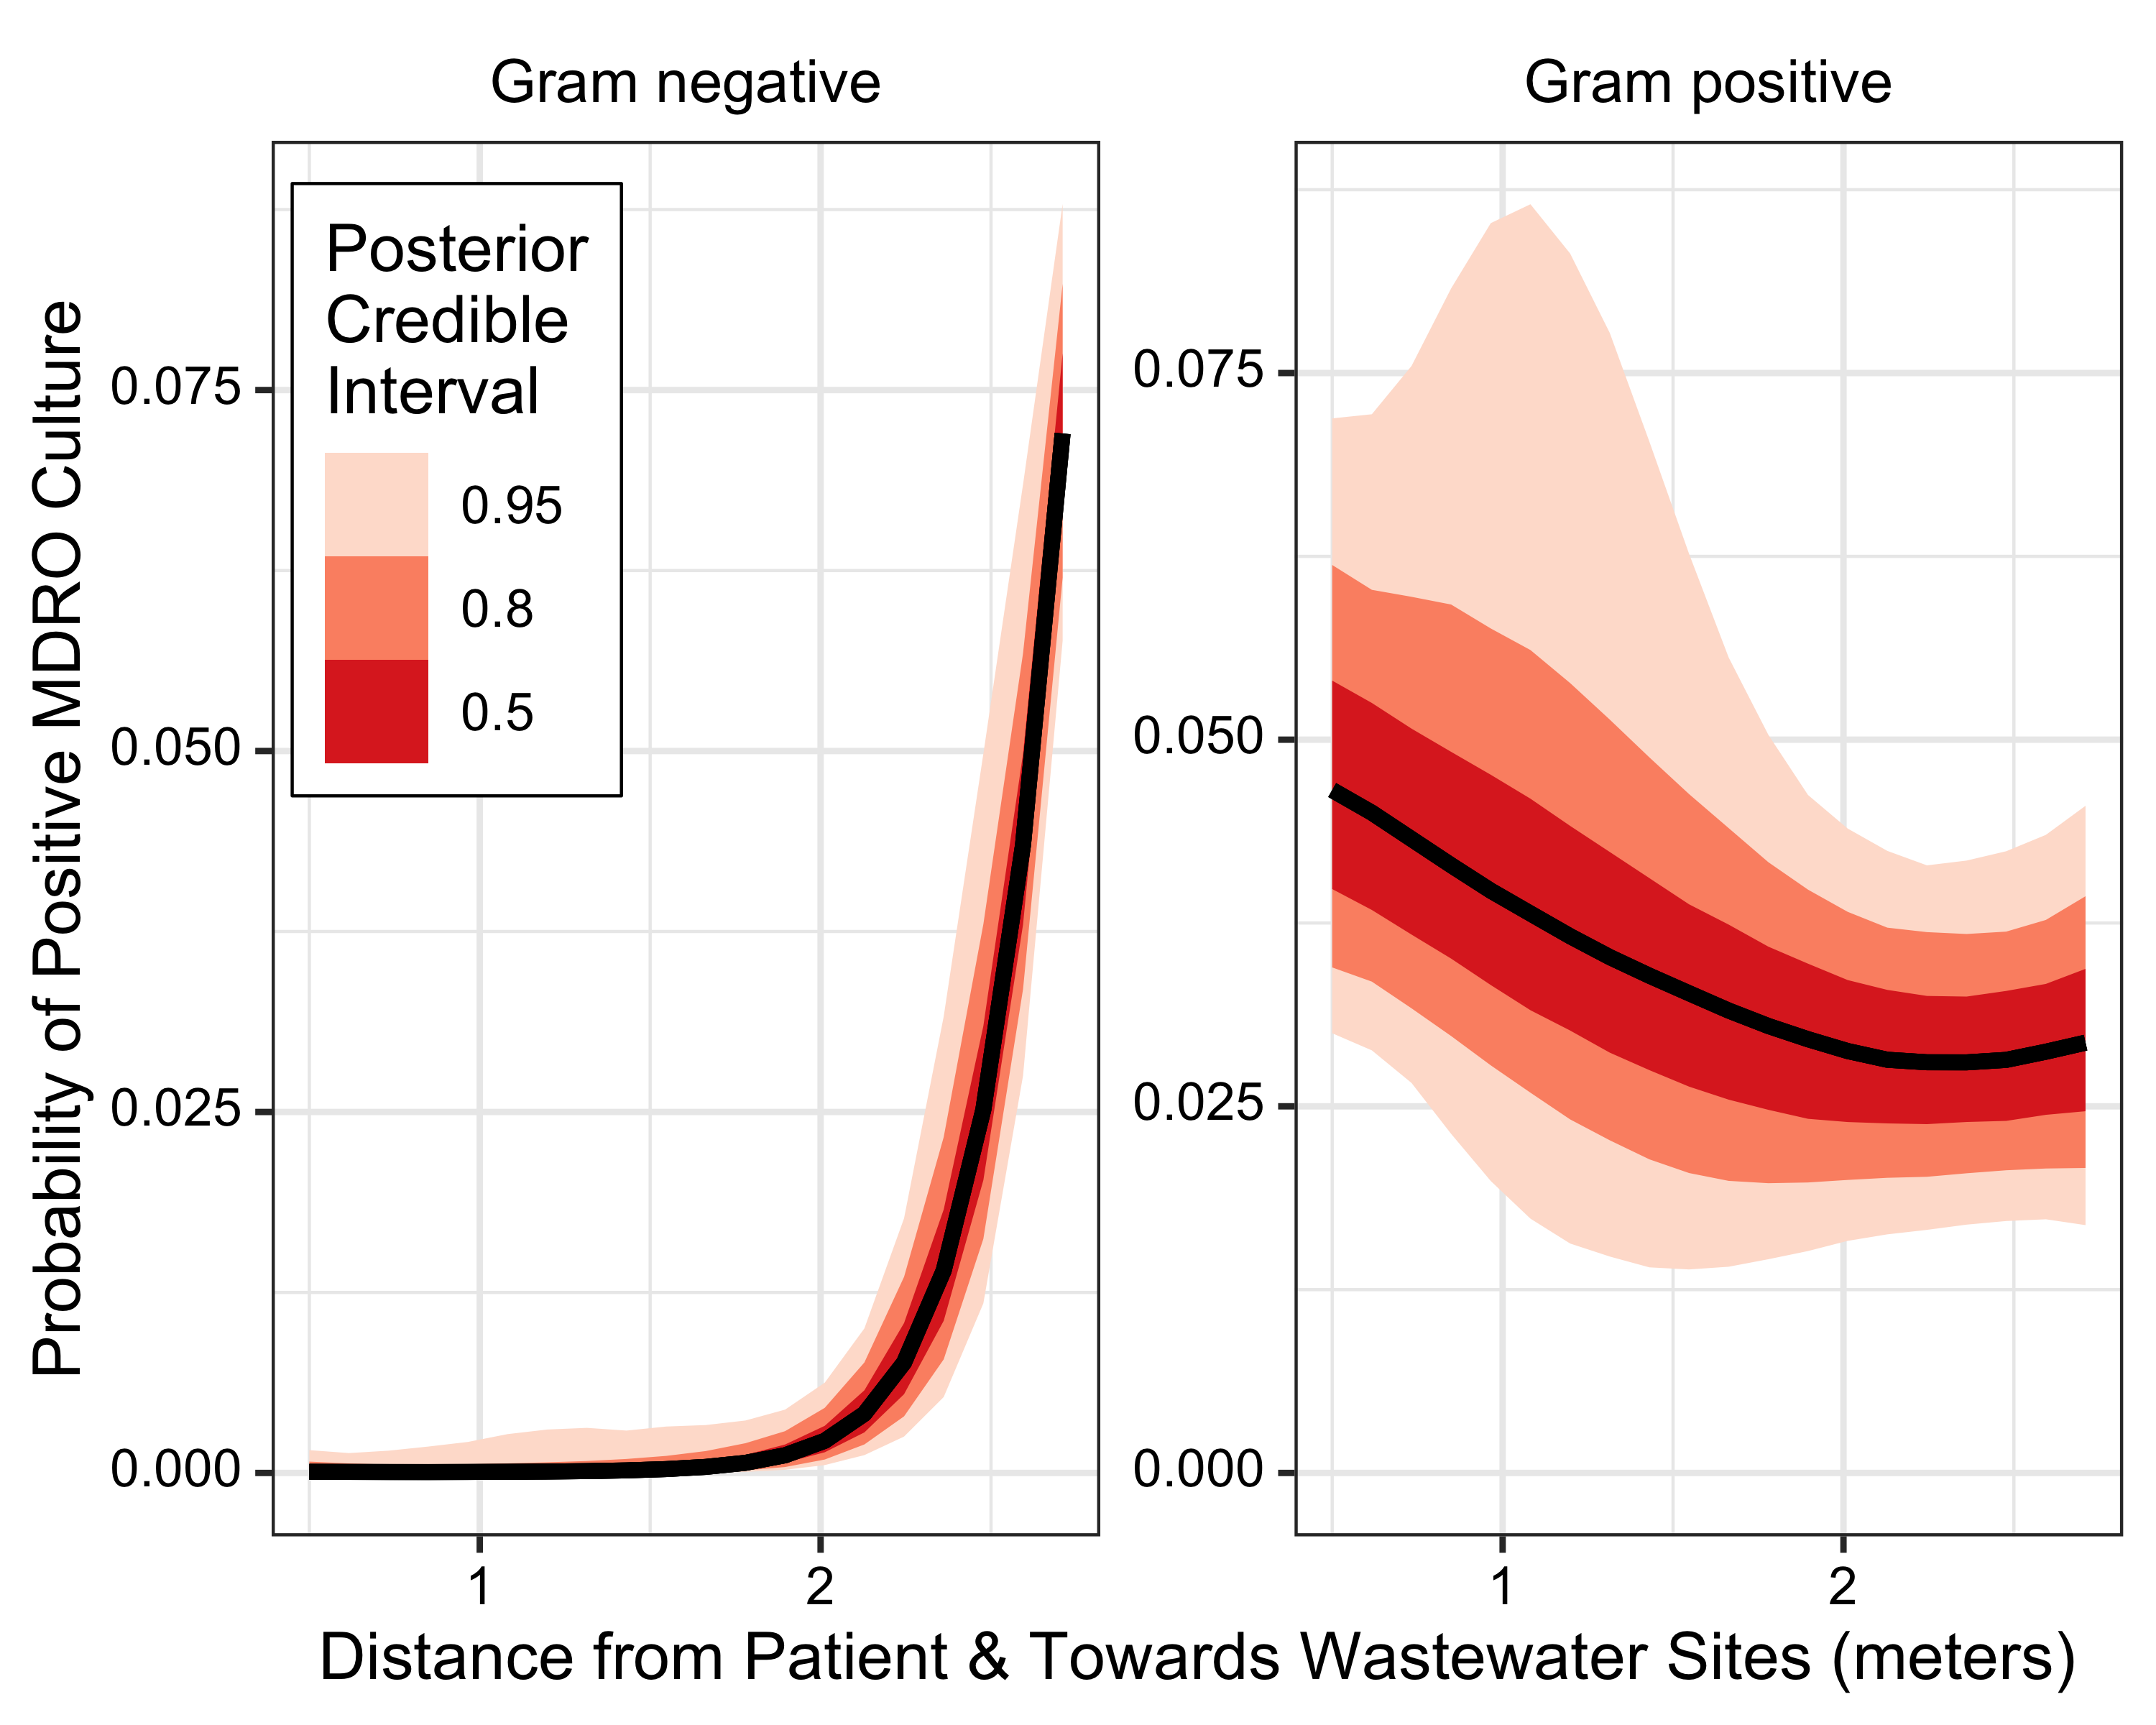 Gram negative
Gram positive
Probability of Positive MDRO Culture
Posterior
Credible
Interval
0.95
0.8
0.5
0.075
0.050
0.025
0.000
0.075
0.050
0.025
0.000
1
2
1
2
Distance from Patient & Towards Wastewater Sites (meters)